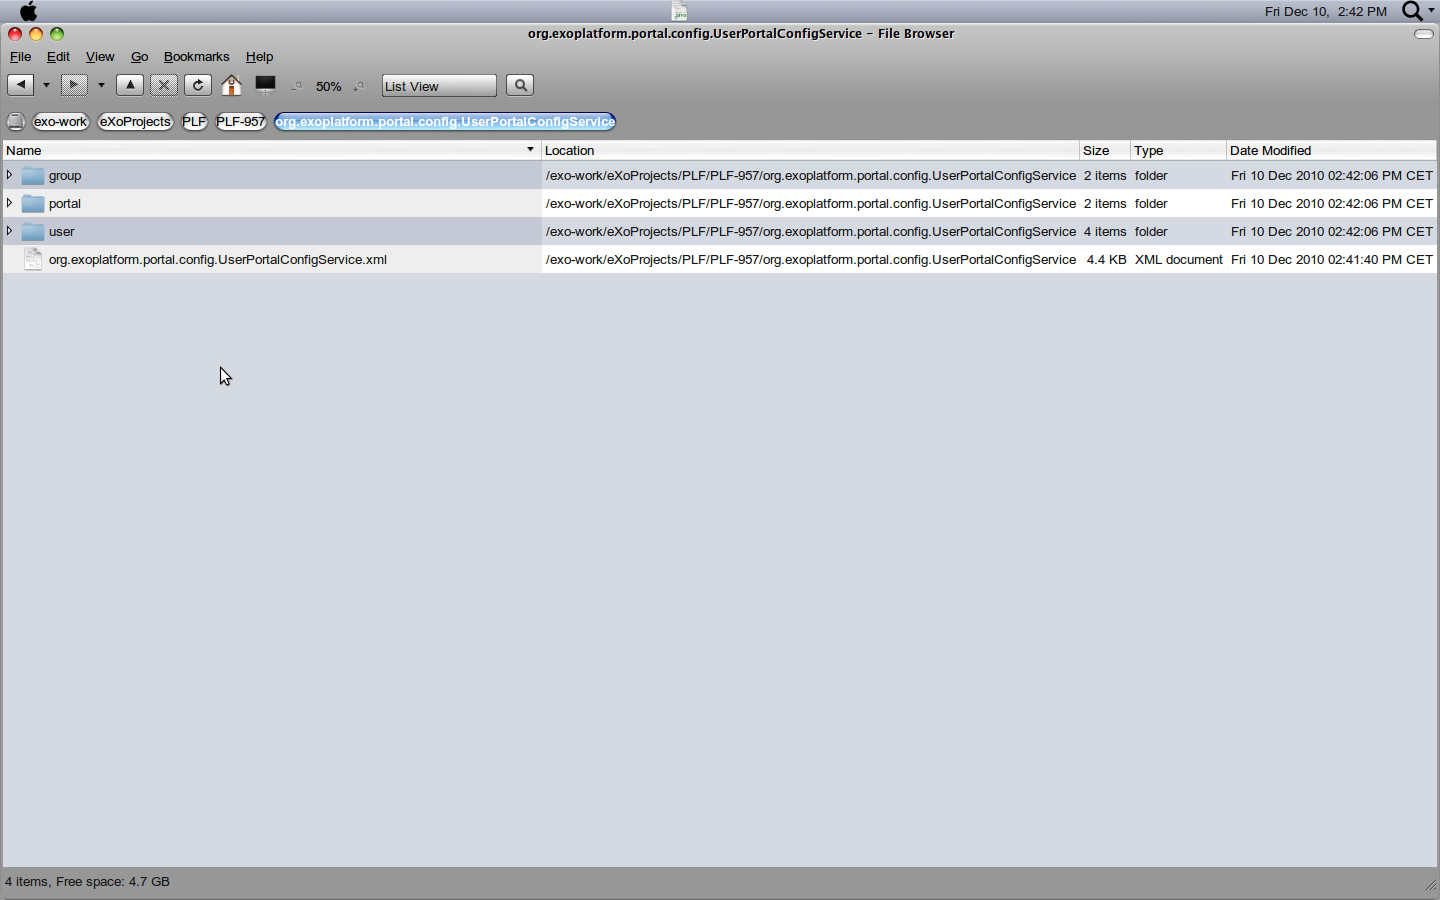 Fri Dec 10, 2:42 PM
org.exoplatform.portal.config.UserPortalConfigService – File Browser
File Edit View Go Bookmarks Help
50% List View
exo-work eXoProjects PLF PLF-957 org.exoplatform.portal.config.UserPortalConfigService
Name Location Size Type Date Modified
group /exo-work/eXoProjects/PLF/PLF-957/org.exoplatform.portal.config.UserPortalConfigService 2 items folder Fri 10 Dec 2010 02:42:06 PM CET
portal /exo-work/eXoProjects/PLF/PLF-957/org.exoplatform.portal.config.UserPortalConfigService 2 items folder Fri 10 Dec 2010 02:42:06 PM CET
user /exo-work/eXoProjects/PLF/PLF-957/org.exoplatform.portal.config.UserPortalConfigService 4 items folder Fri 10 Dec 2010 02:42:06 PM CET
org.exoplatform.portal.config.UserPortalConfigService.xml /exo-work/eXoProjects/PLF/PLF-957/org.exoplatform.portal.config.UserPortalConfigService 4.4 KB XML document Fri 10 Dec 2010 02:41:40 PM CET
4 items, Free space: 4.7 GB